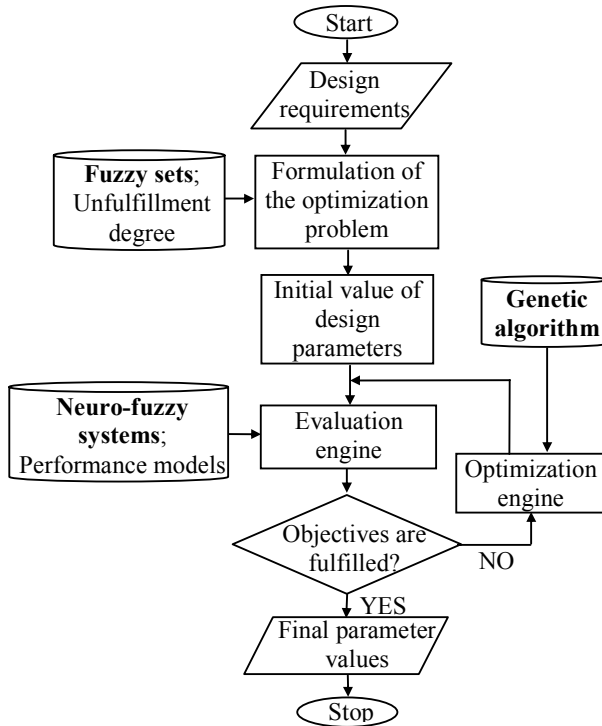 Start
Design
requirements
Fuzzy sets;
Unfulfillment
degree
Formulation of
the optimization
problem
Initial value of
design
parameters
Genetic
algorithm
Neuro-fuzzy
systems;
Performance models
Evaluation
engine
Optimization
engine
Objectives are
fulfilled?
NO
YES
Final parameter
values
Stop